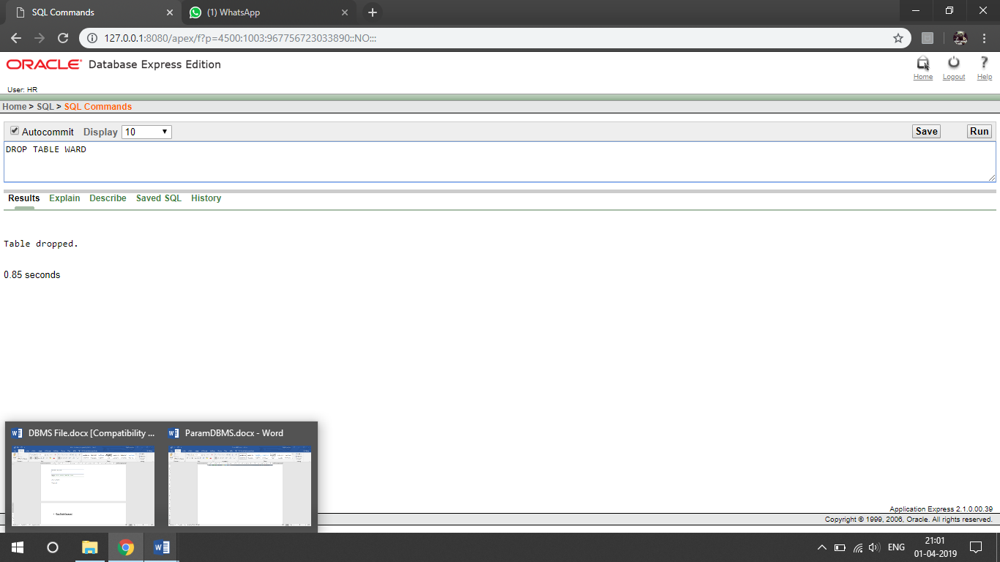 SQL Commands
(1) WhatsApp
127.0.0.1:8080/apex/f?p=4500:1003:967756723033890::NO:::
ORACLE Database Express Edition
Home Logout Help
User: HR
Home > SQL > SQL Commands
Autocommit Display 10 Save Run
DROP TABLE WARD
Results Explain Describe Saved SQL History
Table dropped.
0.85 seconds
DBMS File.docx [Compatibility ...
ParamDBMS.docx - Word
Application Express 2.1.0.00.39
Copyright © 1999, 2006, Oracle. All rights reserved.
ENG
21:01
01-04-2019